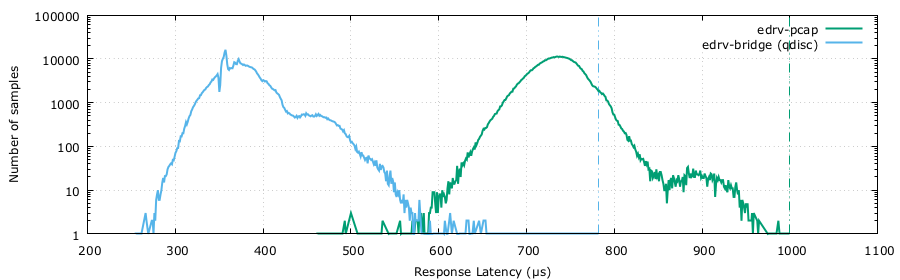 100000
10000
1000
100
10
1
Number of samples
edrv-pcap
edrv-bridge (qdisc)
200 300 400 500 600 700 800 900 1000 1100
Response Latency (µs)